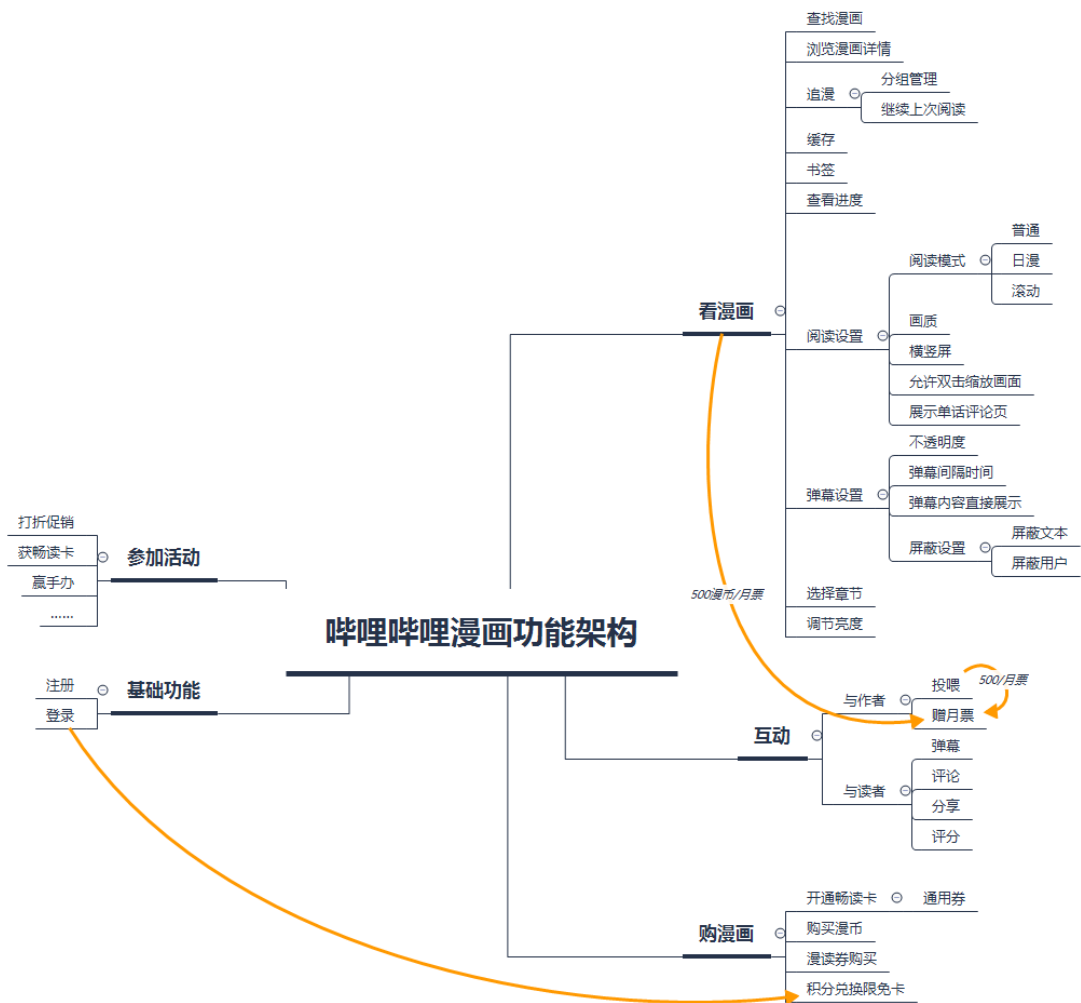 哔哩哔哩漫画功能架构
看漫画
查找漫画
浏览漫画详情
追漫
分组管理
继续上次阅读
缓存
书签
查看进度
阅读设置
阅读模式
普通
日漫
滚动
画质
横竖屏
允许双击缩放画面
展示单话评论页
弹幕设置
不透明度
弹幕间隔时间
弹幕内容直接展示
屏蔽设置
屏蔽文本
屏蔽用户
选择章节
调节亮度
500漫币/月票
互动
与作者
投喂
500/月票
赠月票
与读者
弹幕
评论
分享
评分
购漫画
开通畅读卡
通用券
购买漫币
漫读券购买
积分兑换限免卡
参加活动
打折促销
获畅读卡
赢手办
……
基础功能
注册
登录